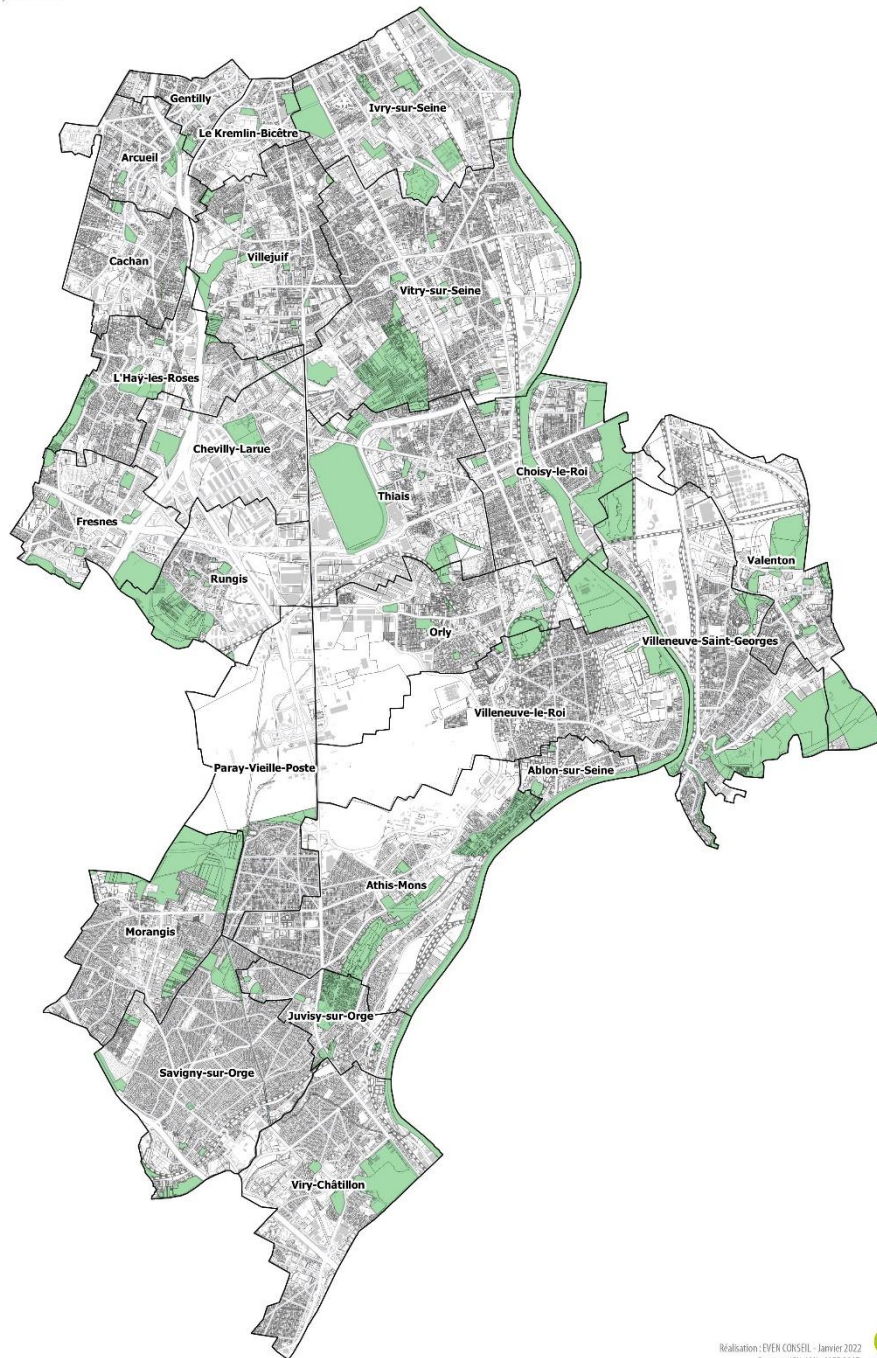 Gentilly
Ivry-sur-Seine
Le Kremlin-Bicêtre
Arcueil
Cachan
Villejuif
Vitry-sur-Seine
L'Haÿ-les-Roses
Chevilly-Larue
Choisy-le-Roi
Thiais
Fresnes
Rungis
Valenton
Orly
Villeneuve-Saint-Georges
Villeneuve-le-Roi
Paray-Vieille-Poste
Ablon-sur-Seine
Athis-Mons
Morangis
Juvisy-sur-Orge
Savigny-sur-Orge
Viry-Châtillon
Réalisation : EVEN CONSEIL - Janvier 2022